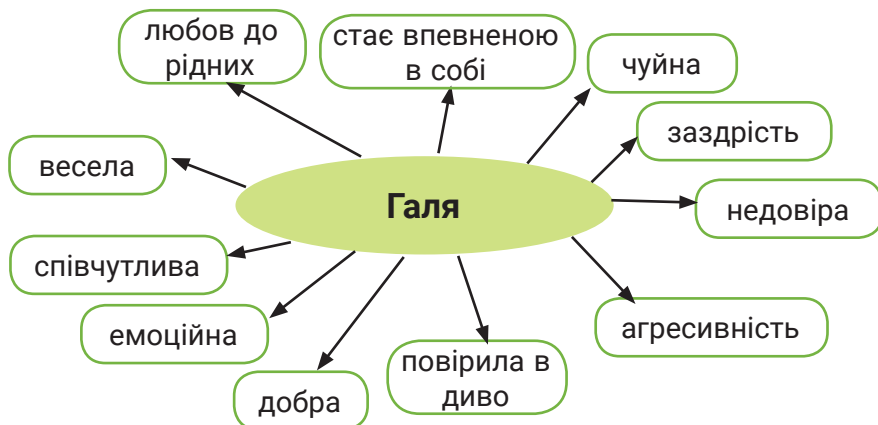 любов до
рідних
стає впевненою
в собі
чуйна
заздрість
весела
Галя
недовіра
співчутлива
емоційна
агресивність
добра
повірила в
диво